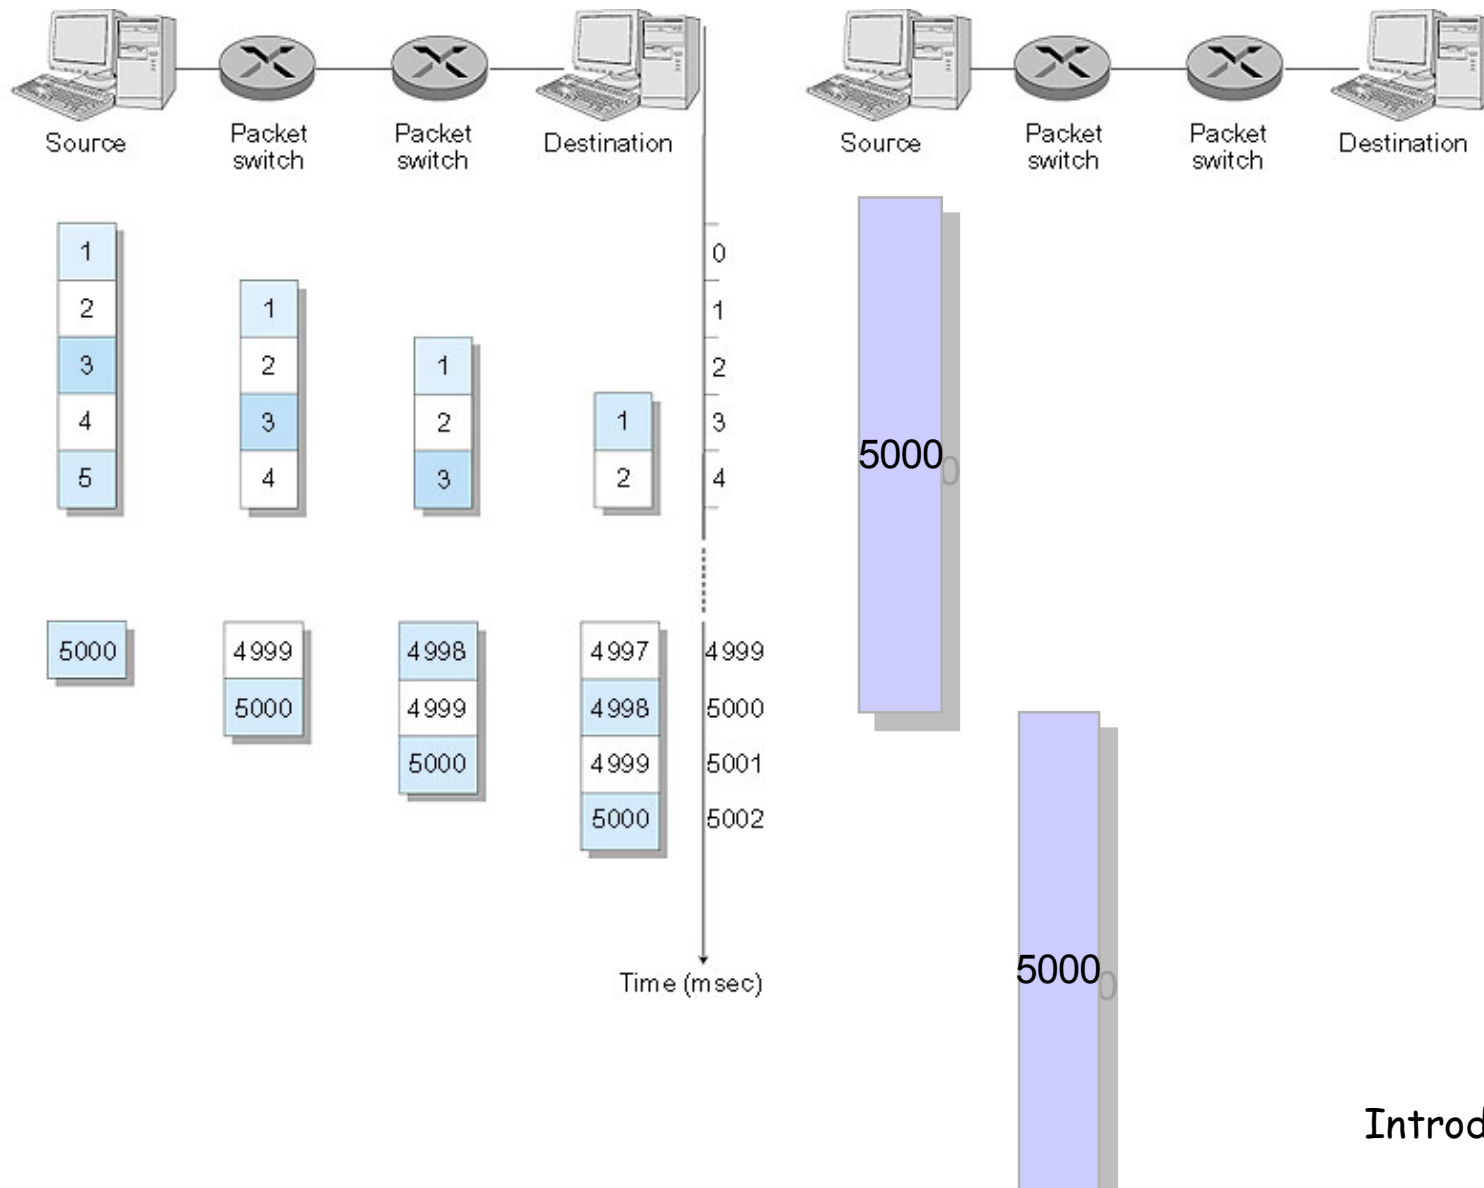 Source
Packet
switch
Packet
switch
Destination
Source
Packet
switch
Packet
switch
Destination
1
0
2
1
1
3
2
1
2
4
3
2
1
3
5
4
3
2
4
5000
5000
4999
4998
4997
4999
5000
4999
4998
5000
5000
4999
5001
5000
5002
Time (msec)
5000
Introd